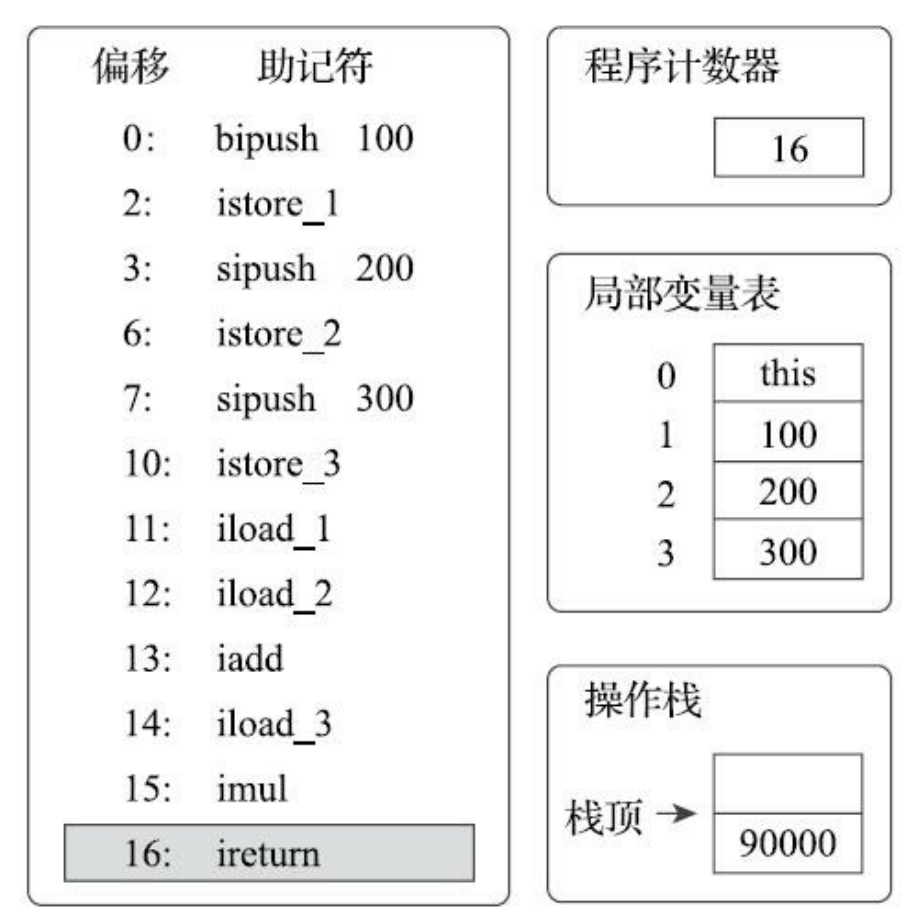 偏移 助记符
0: bipush 100
2: istore_1
3: sipush 200
6: istore_2
7: sipush 300
10: istore_3
11: iload_1
12: iload_2
13: iadd
14: iload_3
15: imul
16: ireturn
程序计数器
16
局部变量表
0 this
1 100
2 200
3 300
操作栈
栈顶
90000